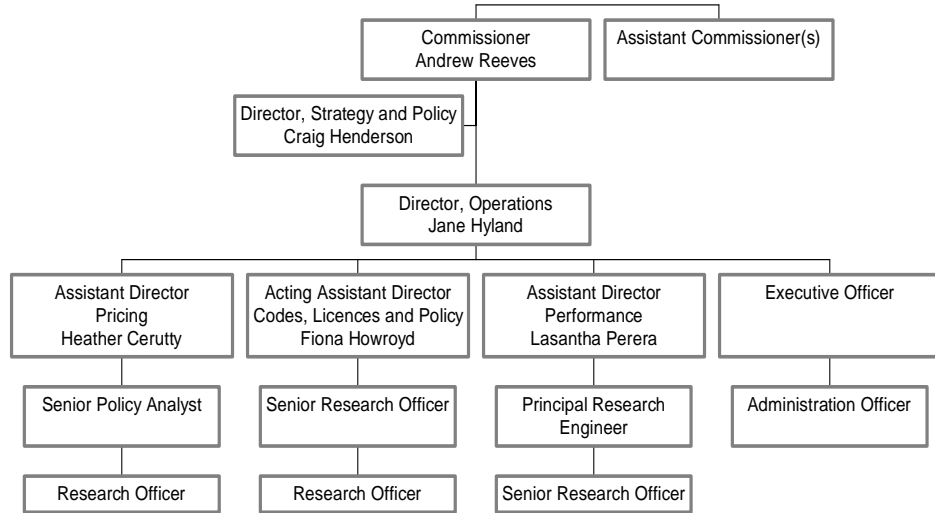 Commissioner
Andrew Reeves
Assistant Commissioner(s)
Director, Strategy and Policy
Craig Henderson
Director, Operations
Jane Hyland
Assistant Director
Pricing
Heather Cerutty
Acting Assistant Director
Codes, Licences and Policy
Fiona Howroyd
Assistant Director
Performance
Lasantha Perera
Executive Officer
Senior Policy Analyst
Senior Research Officer
Principal Research
Engineer
Administration Officer
Research Officer
Research Officer
Senior Research Officer